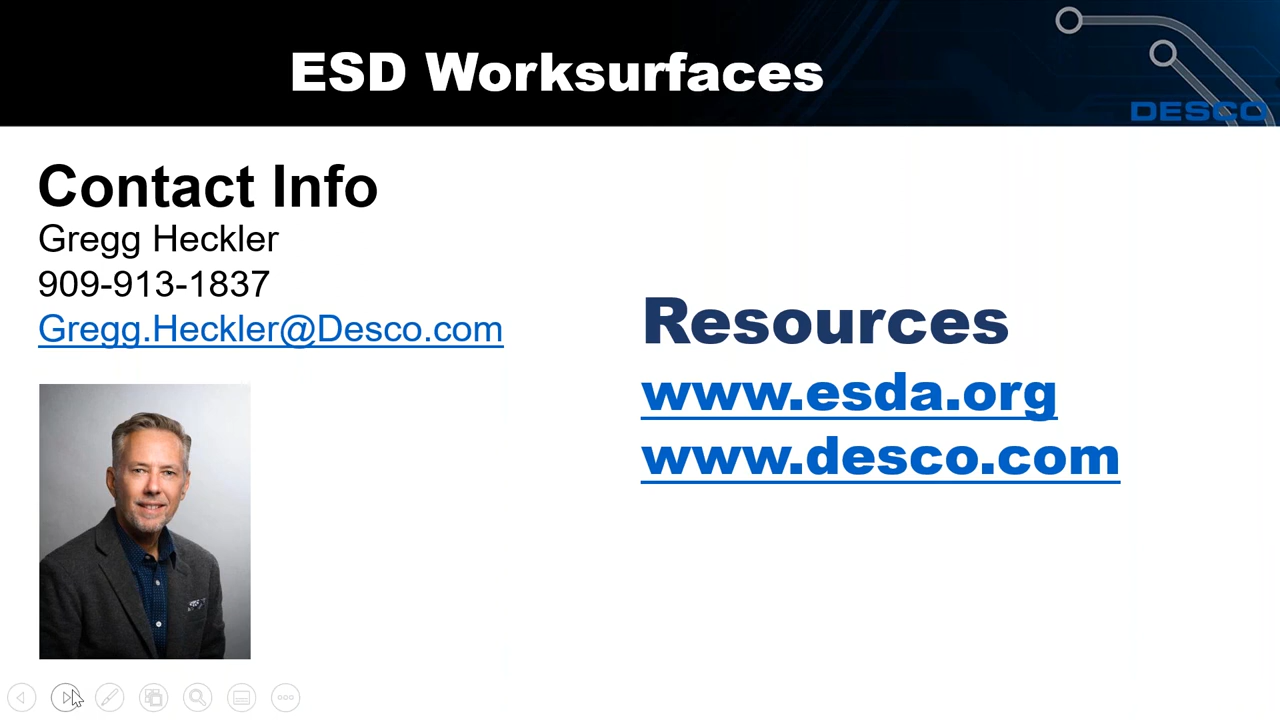 ESD Worksurfaces
DESCO
Contact Info
Gregg Heckler
909-913-1837
Gregg.Heckler@Desco.com
Resources
www.esda.org
www.desco.com